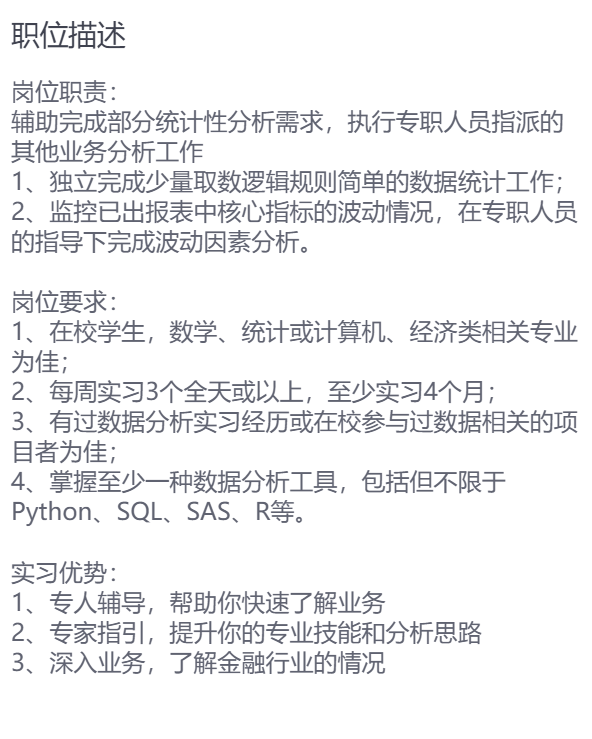 职位描述
岗位职责：
辅助完成部分统计性分析需求，执行专职人员指派的
其他业务分析工作
1、独立完成少量取数逻辑规则简单的数据统计工作；
2、监控已出报表中核心指标的波动情况，在专职人员
的指导下完成波动因素分析。
岗位要求：
1、在校学生，数学、统计或计算机、经济类相关专业
为佳；
2、每周实习3个全天或以上，至少实习4个月；
3、有过数据分析实习经历或在校参与过数据相关的项
目者为佳；
4、掌握至少一种数据分析工具，包括但不限于
Python、SQL、SAS、R等。
实习优势：
1、专人辅导，帮助你快速了解业务
2、专家指引，提升你的专业技能和分析思路
3、深入业务，了解金融行业的情况